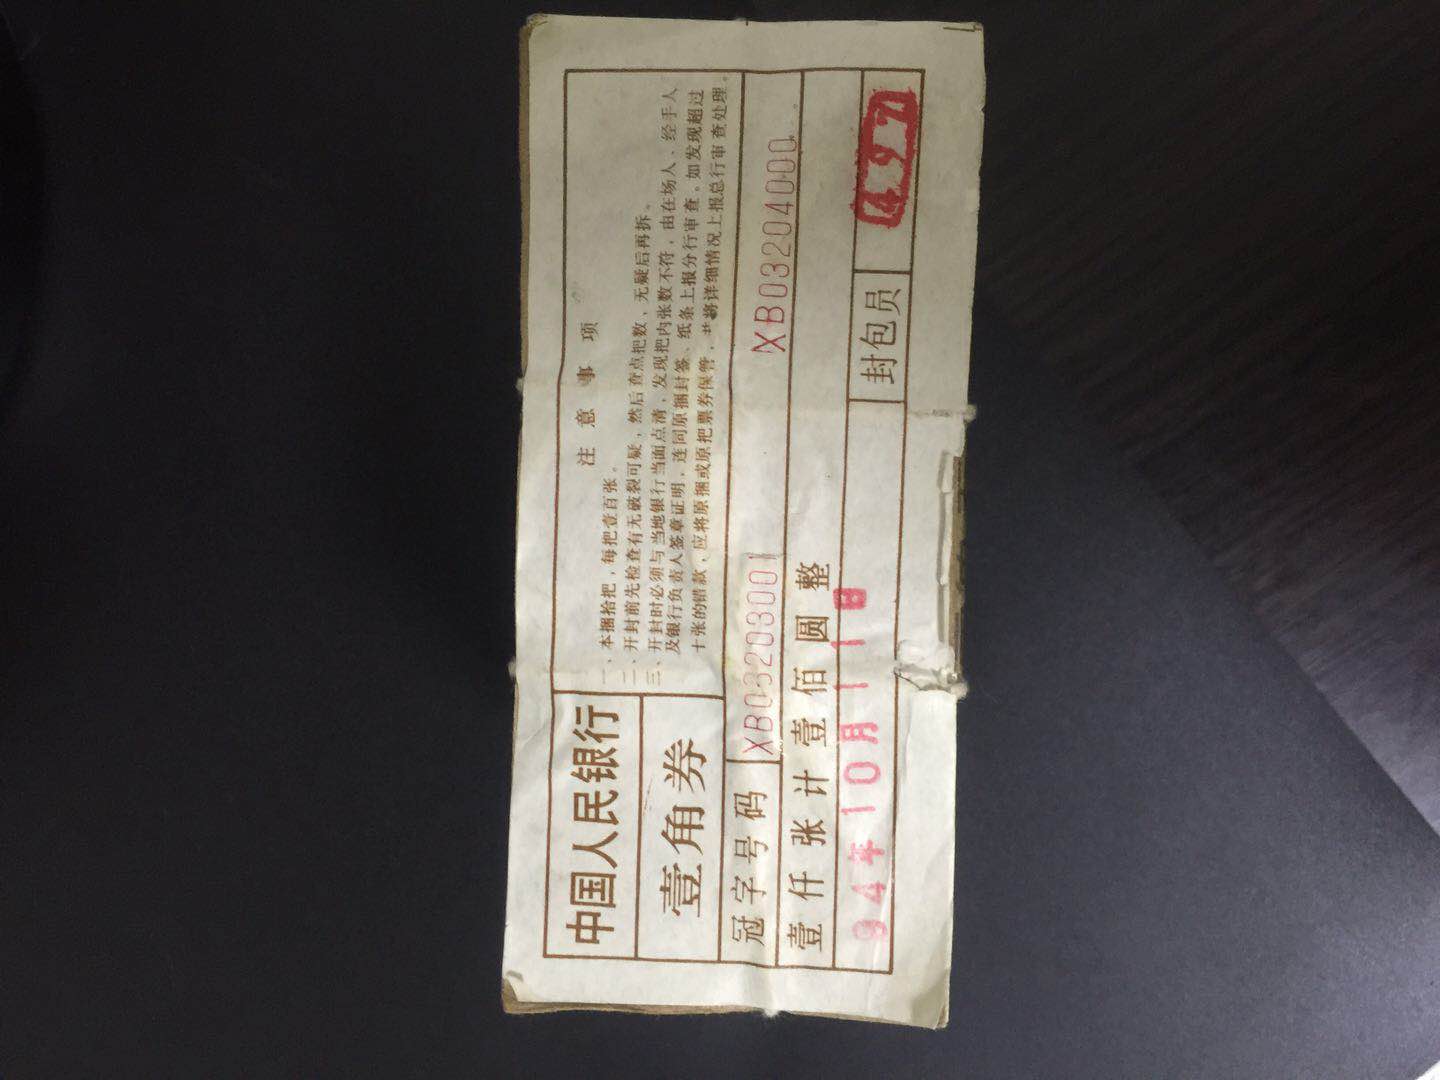 中国人民银行
壹角券
注意事项
一、本捆拾把，每把壹百张。
二、开封前先检查有无破裂可疑，然后查点把数、无疑后再拆。
三、开封时必须与当地银行当面点清，发现把内张数不符，由在场人、经手人
及银行负责人签章证明，连同原捆封签、纸条上报分行审查。如发现超过
十张的错款，应将原捆或原把票券保管，并将详细情况上报总行审查处理。
冠字号码 XB03203001 XB03204000
壹仟张计壹佰圆整
94年10月11日 封包员 497